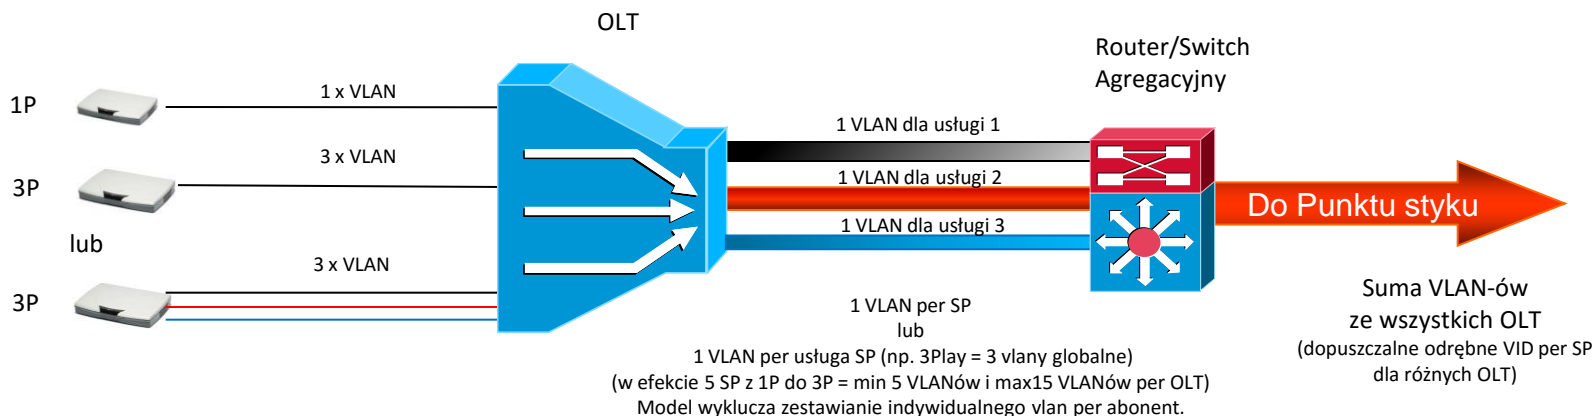 OLT
Router/Switch
Agregacyjny
1P
1 x VLAN
1 VLAN dla usługi 1
3P
3 x VLAN
1 VLAN dla usługi 2
Do Punktu styku
lub
1 VLAN dla usługi 3
3P
3 x VLAN
1 VLAN per SP
lub
1 VLAN per usługa SP (np. 3Play = 3 vlany globalne)
(w efekcie 5 SP z 1P do 3P = min 5 VLANów i max15 VLANów per OLT)
Model wyklucza zestawianie indywidualnego vlan per abonent.
Suma VLAN-ów
ze wszystkich OLT
(dopuszczalne odrębne VID per SP
dla różnych OLT)